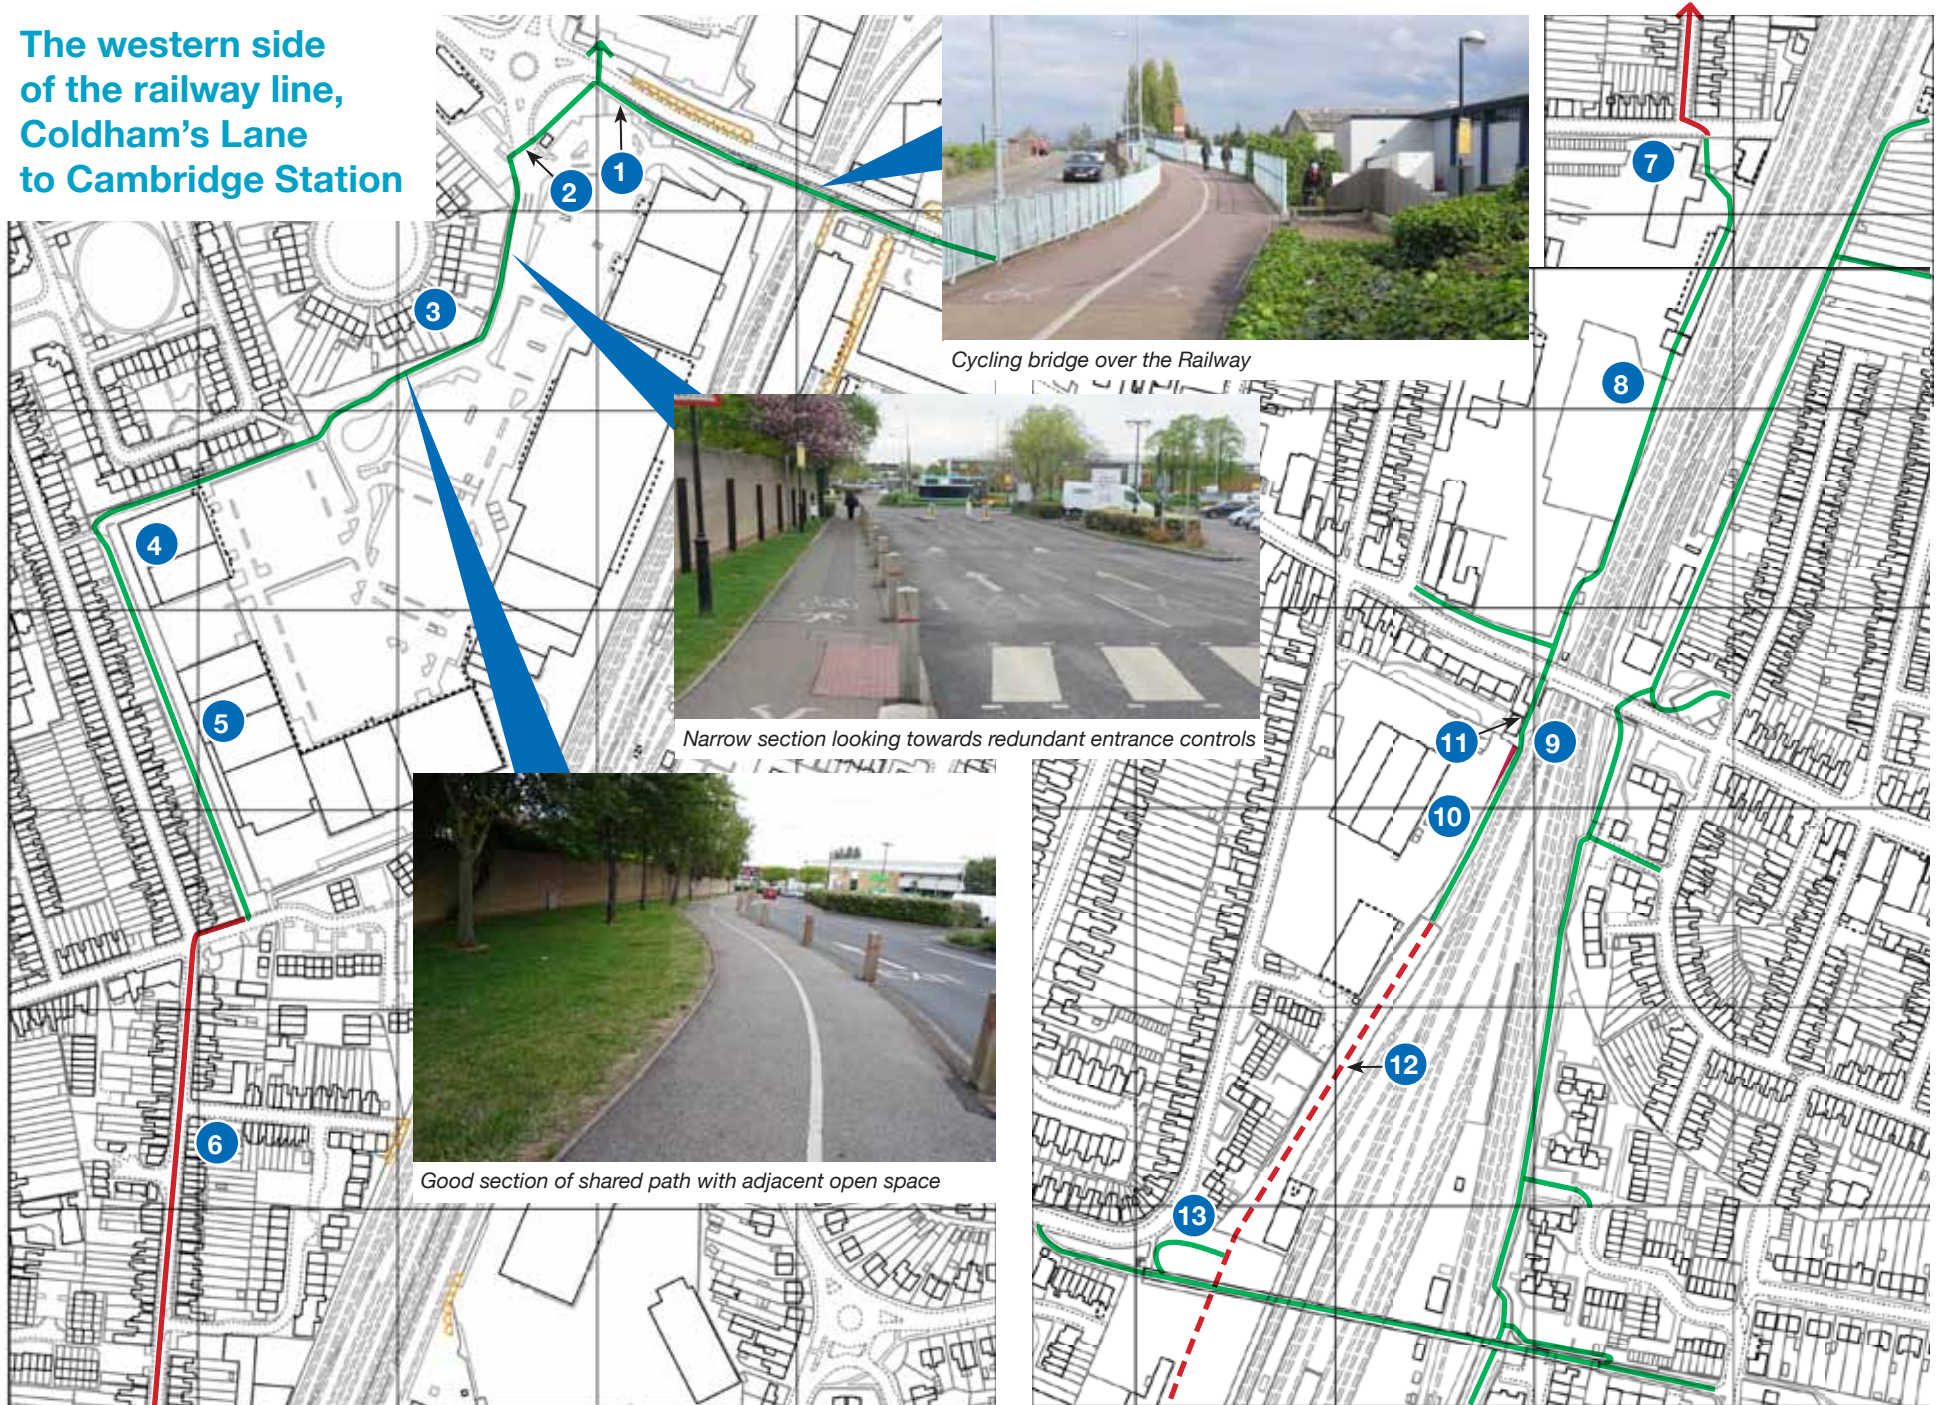 The western side
of the railway line,
Coldham's Lane
to Cambridge Station
1
2
3
4
5
6
7
8
9
10
11
12
13
Cycling bridge over the Railway
Narrow section looking towards redundant entrance controls
Good section of shared path with adjacent open space